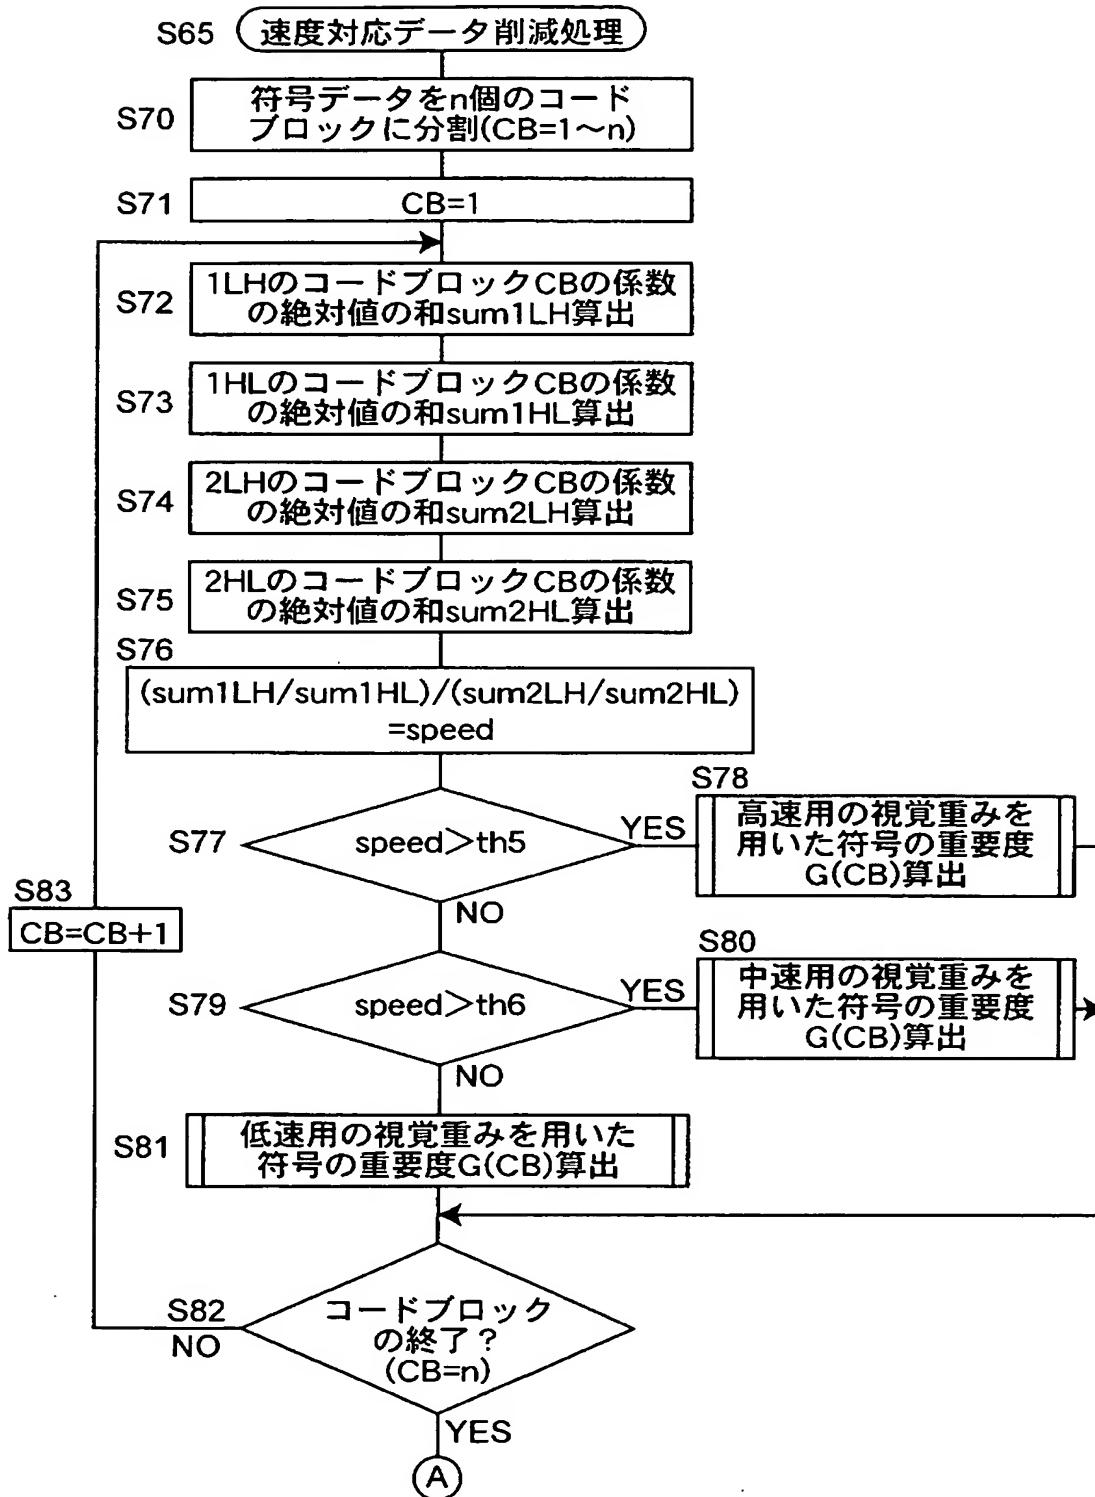 S65 速度対応データ削減処理
S70
符号データをn個のコード
ブロックに分割(CB=1~n)
S71
CB=1
S72
1LHのコードブロックCBの係数
の絶対値の和sum1LH算出
S73
1HLのコードブロックCBの係数
の絶対値の和sum1HL算出
S74
2LHのコードブロックCBの係数
の絶対値の和sum2LH算出
S75
2HLのコードブロックCBの係数
の絶対値の和sum2HL算出
S76
(sum1LH/sum1HL)/(sum2LH/sum2HL)
=speed
S77
speed>th5
YES
NO
S78
高速用の視覚重みを
用いた符号の重要度
G(CB)算出
S83
CB=CB+1
S79
speed>th6
YES
NO
S80
中速用の視覚重みを
用いた符号の重要度
G(CB)算出
S81
低速用の視覚重みを用いた
符号の重要度G(CB)算出
S82
NO
コードブロック
の終了?
(CB=n)
YES
A